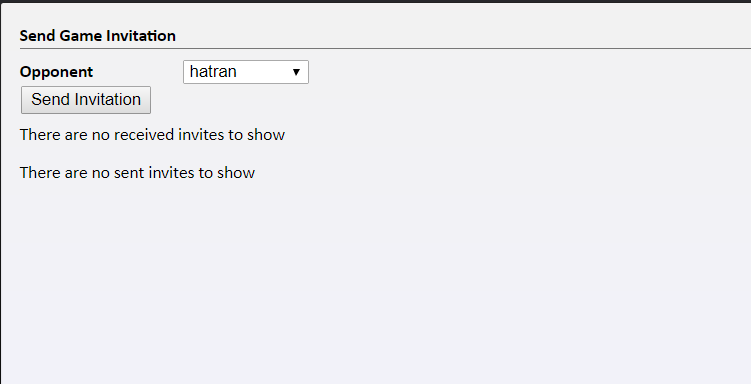 Send Game Invitation
Opponent hatran
Send Invitation
There are no received invites to show
There are no sent invites to show